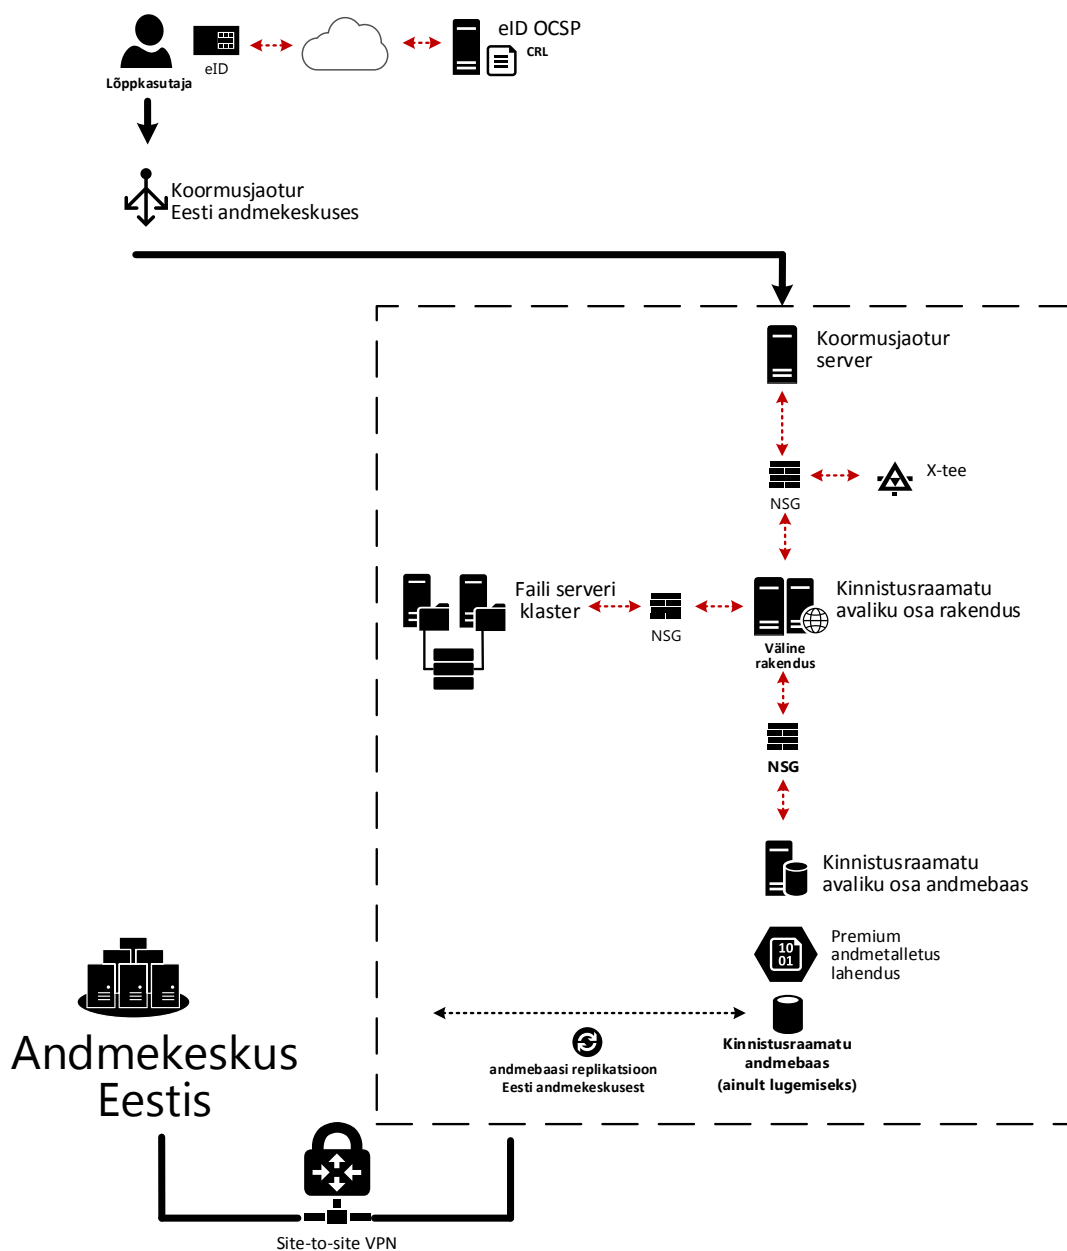 eID OCSP
CRL
eID
Lõppkasutaja
Koormusjaotur
Eesti andmekeskuses
Koormusjaotur
server
X-tee
NSG
Faili serveri
klaster
NSG
Kinnistusraamatu
avaliku osa rakendus
Väline
rakendus
NSG
Kinnistusraamatu
avaliku osa andmebaas
10
01
Premium
andmetalletus
lahendus
Kinnistusraamatu
andmebaas
(ainult lugemiseks)
andmebaasi replikatsioon
Eesti andmekeskusest
Andmekeskus
Eestis
Site-to-site VPN